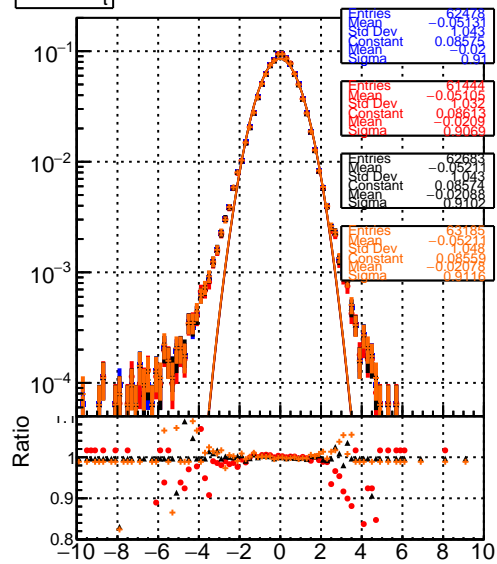 t
Entries 62478
Mean −0.05131
Std Dev 1.043
Constant 0.08575
Mean −0.02
Sigma 0.91
Entries 61444
Mean −0.05105
Std Dev 1.032
Constant 0.08613
Mean −0.0209
Sigma 0.9069
Entries 62683
Mean −0.05211
Std Dev 1.043
Constant 0.08574
Mean −0.02088
Sigma 0.9102
Entries 63185
Mean −0.05211
Std Dev 1.048
Constant 0.08559
Mean −0.02078
Sigma 0.9116
10−1
10−2
10−3
10−4
Ratio
1.1
1
0.9
0.8
−10 −8 −6 −4 −2 0 2 4 6 8 10